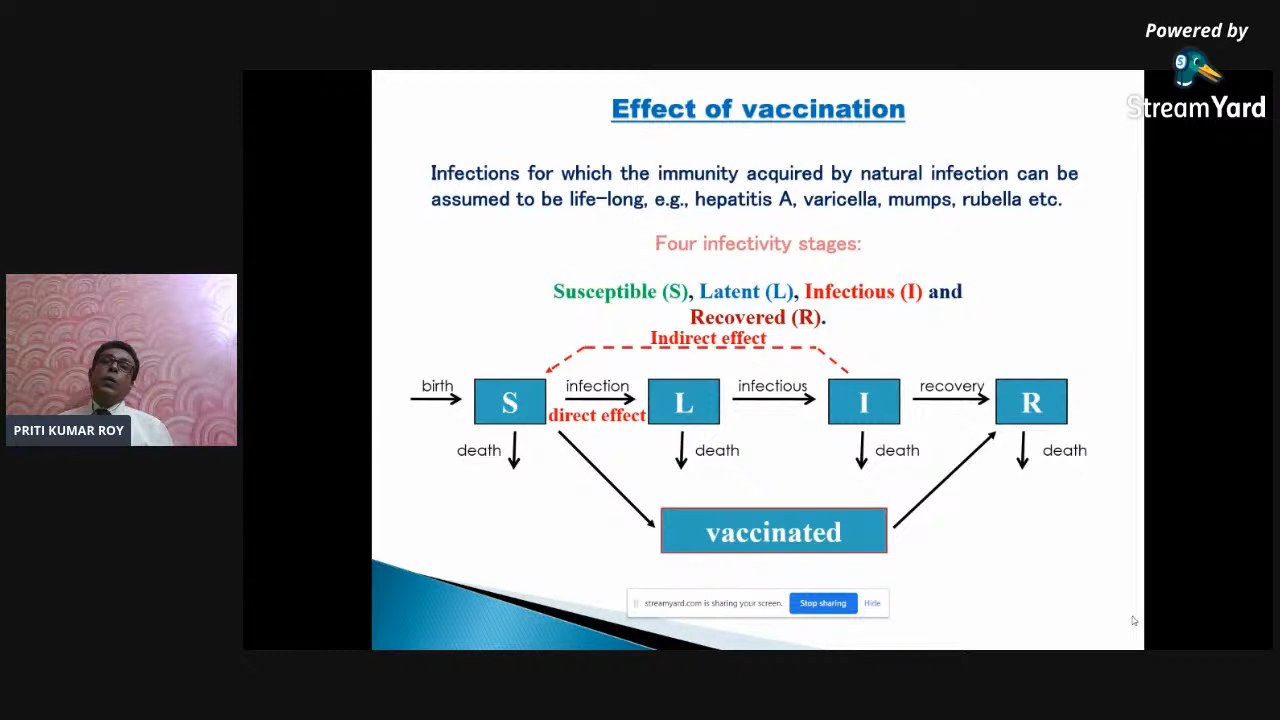 Powered by
StreamYard
Effect of vaccination
Infections for which the immunity acquired by natural infection can be
assumed to be life-long, e.g., hepatitis A, varicella, mumps, rubella etc.
Four infectivity stages:
Susceptible (S), Latent (L), Infectious (I) and
Recovered (R).
Indirect effect
birth
S
infection
direct effect
L
infectious
I
recovery
R
death
death
death
death
vaccinated
PRITI KUMAR ROY
streamyard.com is sharing your screen.
Stop sharing
Hide